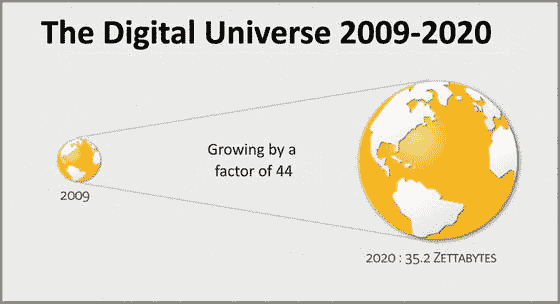 The Digital Universe 2009-2020
Growing by a
factor of 44
2009
2020 : 35.2 ZETTABYTES